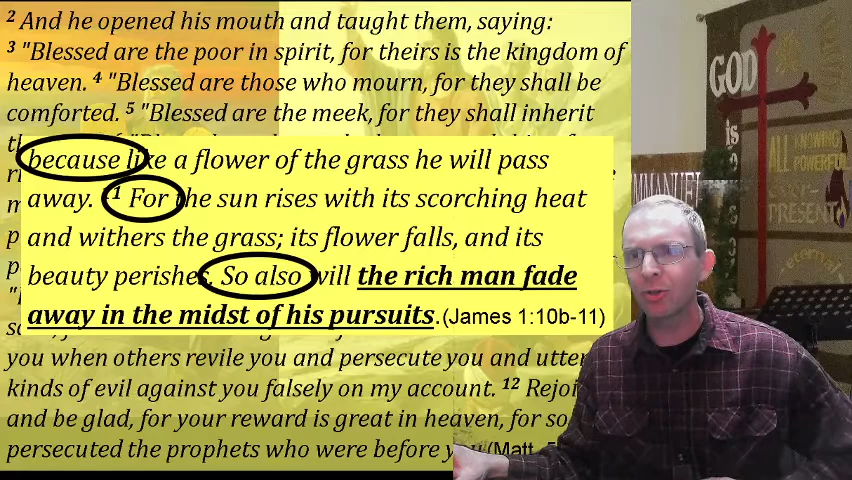 2 And he opened his mouth and taught them, saying:
3 "Blessed are the poor in spirit, for theirs is the kingdom of
heaven. 4 "Blessed are those who mourn, for they shall be
comforted. 5 "Blessed are the meek, for they shall inherit
because like a flower of the grass he will pass
away. 11 For the sun rises with its scorching heat
and withers the grass; its flower falls, and its
beauty perishes. So also will the rich man fade
away in the midst of his pursuits. (James 1:10b-11)
you when others revile you and persecute you and utter
kinds of evil against you falsely on my account. 12
and be glad, for your reward is great in heaven, for so
persecuted the prophets who were before (Matt.
GOD
is
ALL KNOWING
POWERFUL
ever-
PRESENT
eternal